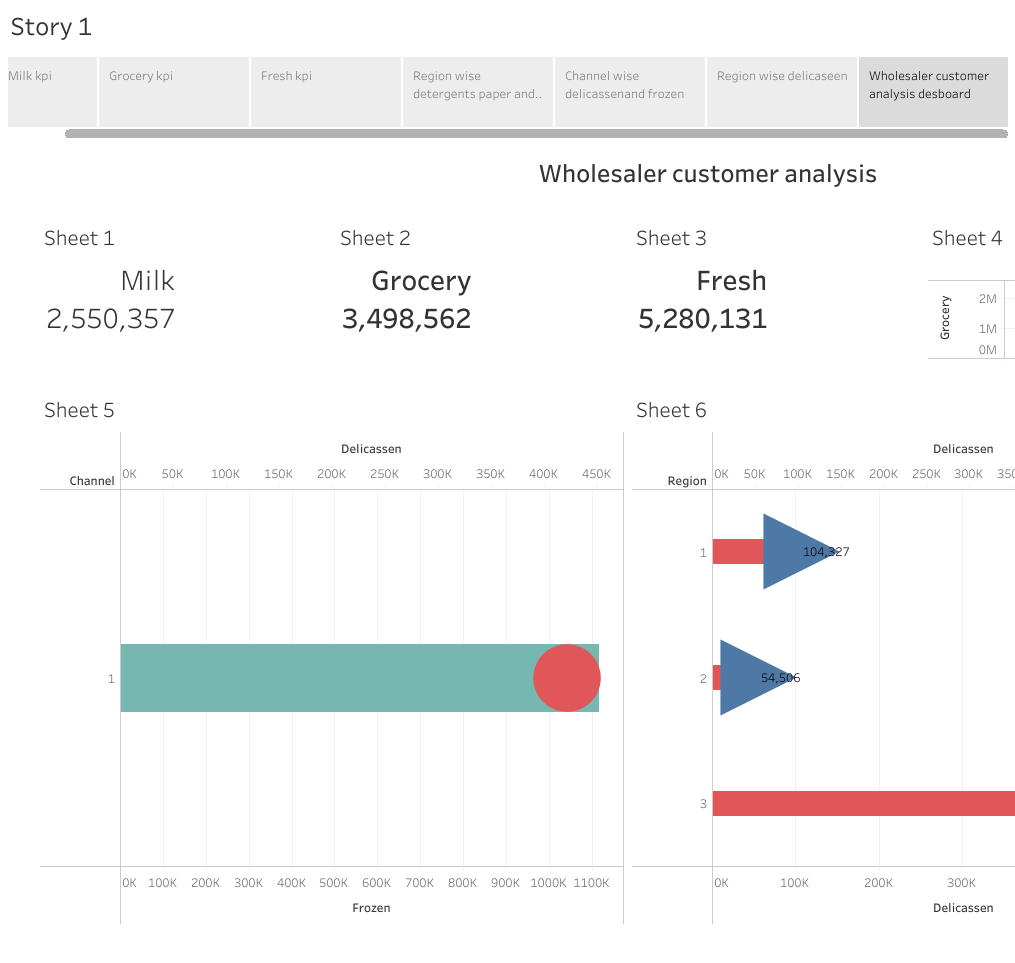 Story 1
Milk kpi
Grocery kpi
Fresh kpi
Region wise
detergents paper and..
Channel wise
delicassenand frozen
Region wise delicaseen
Wholesaler customer
analysis desboard
Wholesaler customer analysis
Sheet 1
Milk
2,550,357
Sheet 2
Grocery
3,498,562
Sheet 3
Fresh
5,280,131
Sheet 4
Grocery
2M
1M
0M
Sheet 5
Delicassen
Channel
0K 50K 100K 150K 200K 250K 300K 350K 400K 450K
1
0K 100K 200K 300K 400K 500K 600K 700K 800K 900K 1000K 1100K
Frozen
Sheet 6
Delicassen
Region
0K 50K 100K 150K 200K 250K 300K 350
1
104,327
2
54,506
3
0K 100K 200K 300K
Delicassen